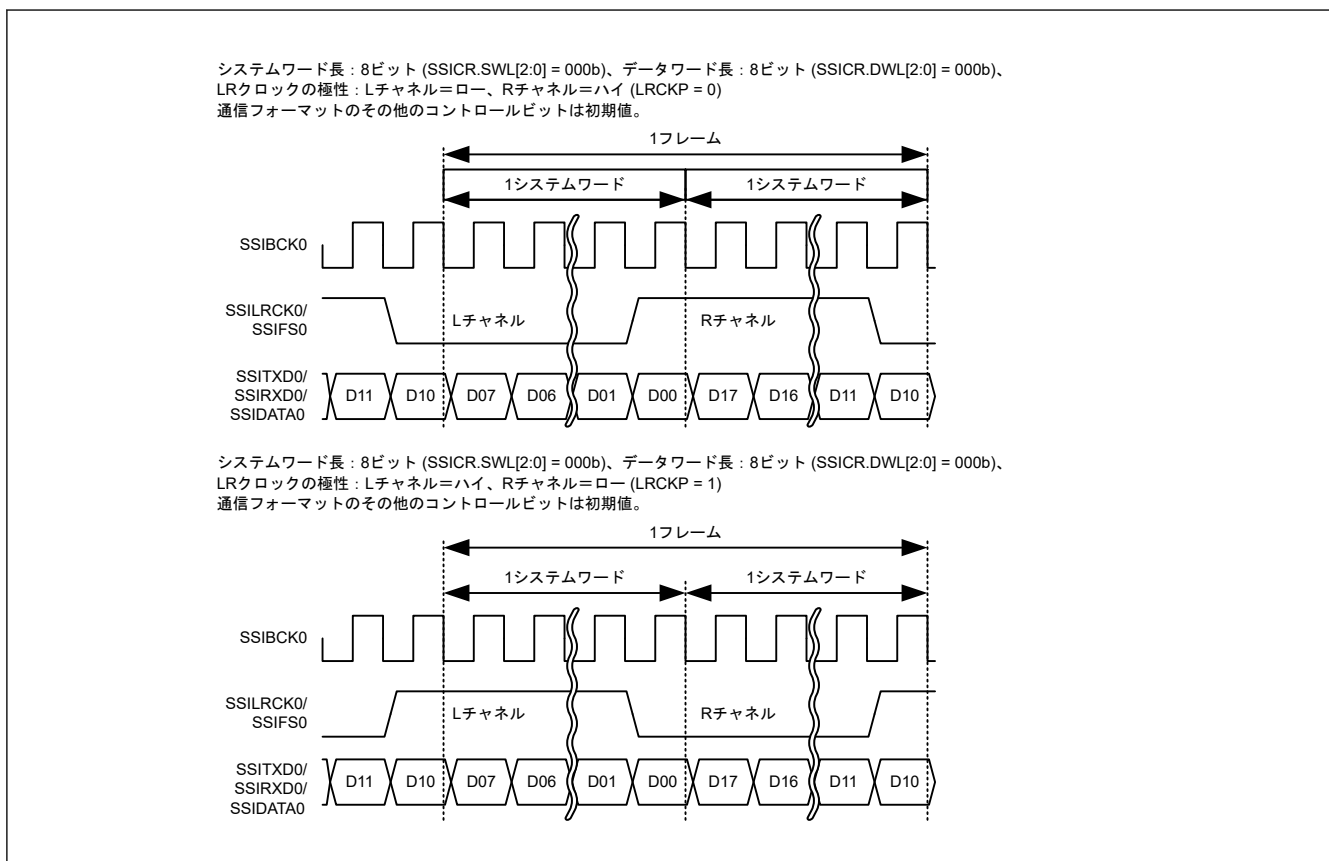 システムワード長：8ビット (SSICR.SWL[2:0] = 000b)、データワード長：8ビット (SSICR.DWL[2:0] = 000b)、
LRクロックの極性：Lチャネル＝ロー、Rチャネル＝ハイ (LRCKP = 0)
通信フォーマットのその他のコントロールビットは初期値。
1フレーム
1システムワード 1システムワード
SSIBCK0
SSILRCK0/
SSIFS0
Lチャネル Rチャネル
SSITXD0/
SSIRXD0/
SSIDATA0
D11 D10 D07 D06 D01 D00 D17 D16 D11 D10
システムワード長：8ビット (SSICR.SWL[2:0] = 000b)、データワード長：8ビット (SSICR.DWL[2:0] = 000b)、
LRクロックの極性：Lチャネル＝ハイ、Rチャネル＝ロー (LRCKP = 1)
通信フォーマットのその他のコントロールビットは初期値。
1フレーム
1システムワード 1システムワード
SSIBCK0
SSILRCK0/
SSIFS0
Lチャネル Rチャネル
SSITXD0/
SSIRXD0/
SSIDATA0
D11 D10 D07 D06 D01 D00 D17 D16 D11 D10